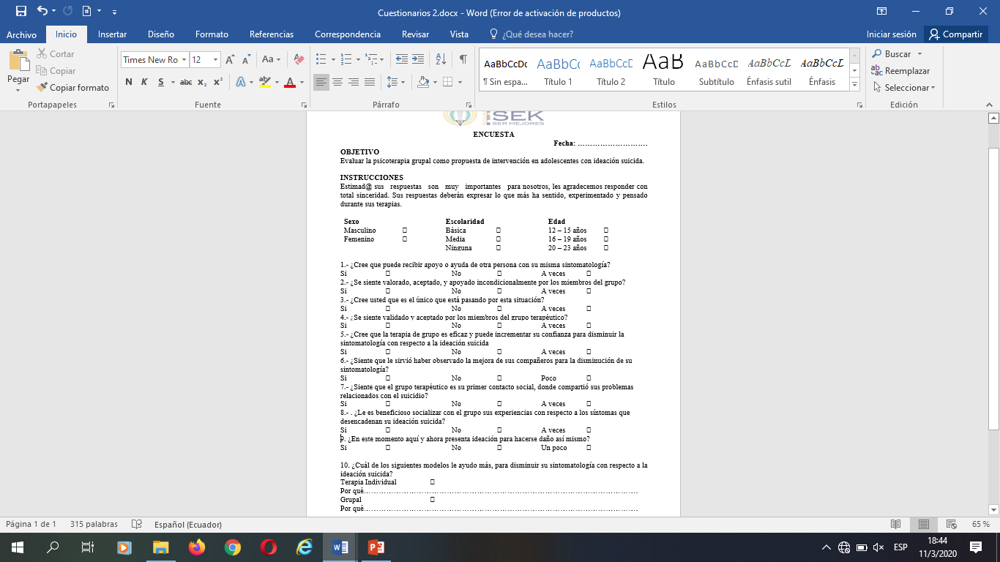 Cuestionarios 2.docx - Word (Error de activación de productos)
Archivo Inicio Insertar Diseño Formato Referencias Correspondencia Revisar Vista ¿Qué desea hacer? Iniciar sesión Compartir
Pegar
Cortar
Copiar
Copiar formato
Portapapeles
Times New Ro 12 Aa
N K S abc x₂ x² A ab A
Fuente
Párrafo
AaBbCcDc AaBbCc AaBbCcD AaB AaBbCcD AaBbCcL AaBbCcL
¶ Sin espa... Título 1 Título 2 Título Subtítulo Énfasis sutil Énfasis
Estilos
Buscar
Reemplazar
Seleccionar
Edición
iSEK
SER MEJORES
ENCUESTA
Fecha: ……………………….
OBJETIVO
Evaluar la psicoterapia grupal como propuesta de intervención en adolescentes con ideación suicida.
INSTRUCCIONES
Estimad@ sus respuestas son muy importantes para nosotros, les agradecemos responder con
total sinceridad. Sus respuestas deberán expresar lo que más ha sentido, experimentado y pensado
durante sus terapias.
Sexo Escolaridad Edad
Masculino □ Básica □ 12 – 15 años □
Femenino □ Media □ 16 – 19 años □
Ninguna □ 20 – 23 años □
1.- ¿Cree que puede recibir apoyo o ayuda de otra persona con su misma sintomatología?
Si □ No □ A veces □
2.- ¿Se siente valorado, aceptado, y apoyado incondicionalmente por los miembros del grupo?
Si □ No □ A veces □
3.- ¿Cree usted que es el único que está pasando por esta situación?
Si □ No □ A veces □
4.- ¿Se siente validado y aceptado por los miembros del grupo terapéutico?
Si □ No □ A veces □
5.- ¿Cree que la terapia de grupo es eficaz y puede incrementar su confianza para disminuir la
sintomatología con respecto a la ideación suicida
Si □ No □ A veces □
6.- ¿Siente que le sirvió haber observado la mejora de sus compañeros para la disminución de su
sintomatología?
Si □ No □ Poco □
7.- ¿Siente que el grupo terapéutico es su primer contacto social, donde compartió sus problemas
relacionados con el suicidio?
Si □ No □ A veces □
8.- . ¿Le es beneficioso socializar con el grupo sus experiencias con respecto a los síntomas que
desencadenan su ideación suicida?
Si □ No □ A veces □
9. ¿En este momento aquí y ahora presenta ideación para hacerse daño así mismo?
Si □ No □ Un poco □
10. ¿Cuál de los siguientes modelos le ayudo más, para disminuir su sintomatología con respecto a la
ideación suicida?
Terapia Individual □
Por qué……………………………………………………………………………………………….
Grupal □
Por qué……………………………………………………………………………………………….
Página 1 de 1 315 palabras Español (Ecuador) 65 %
ESP
18:44
11/3/2020